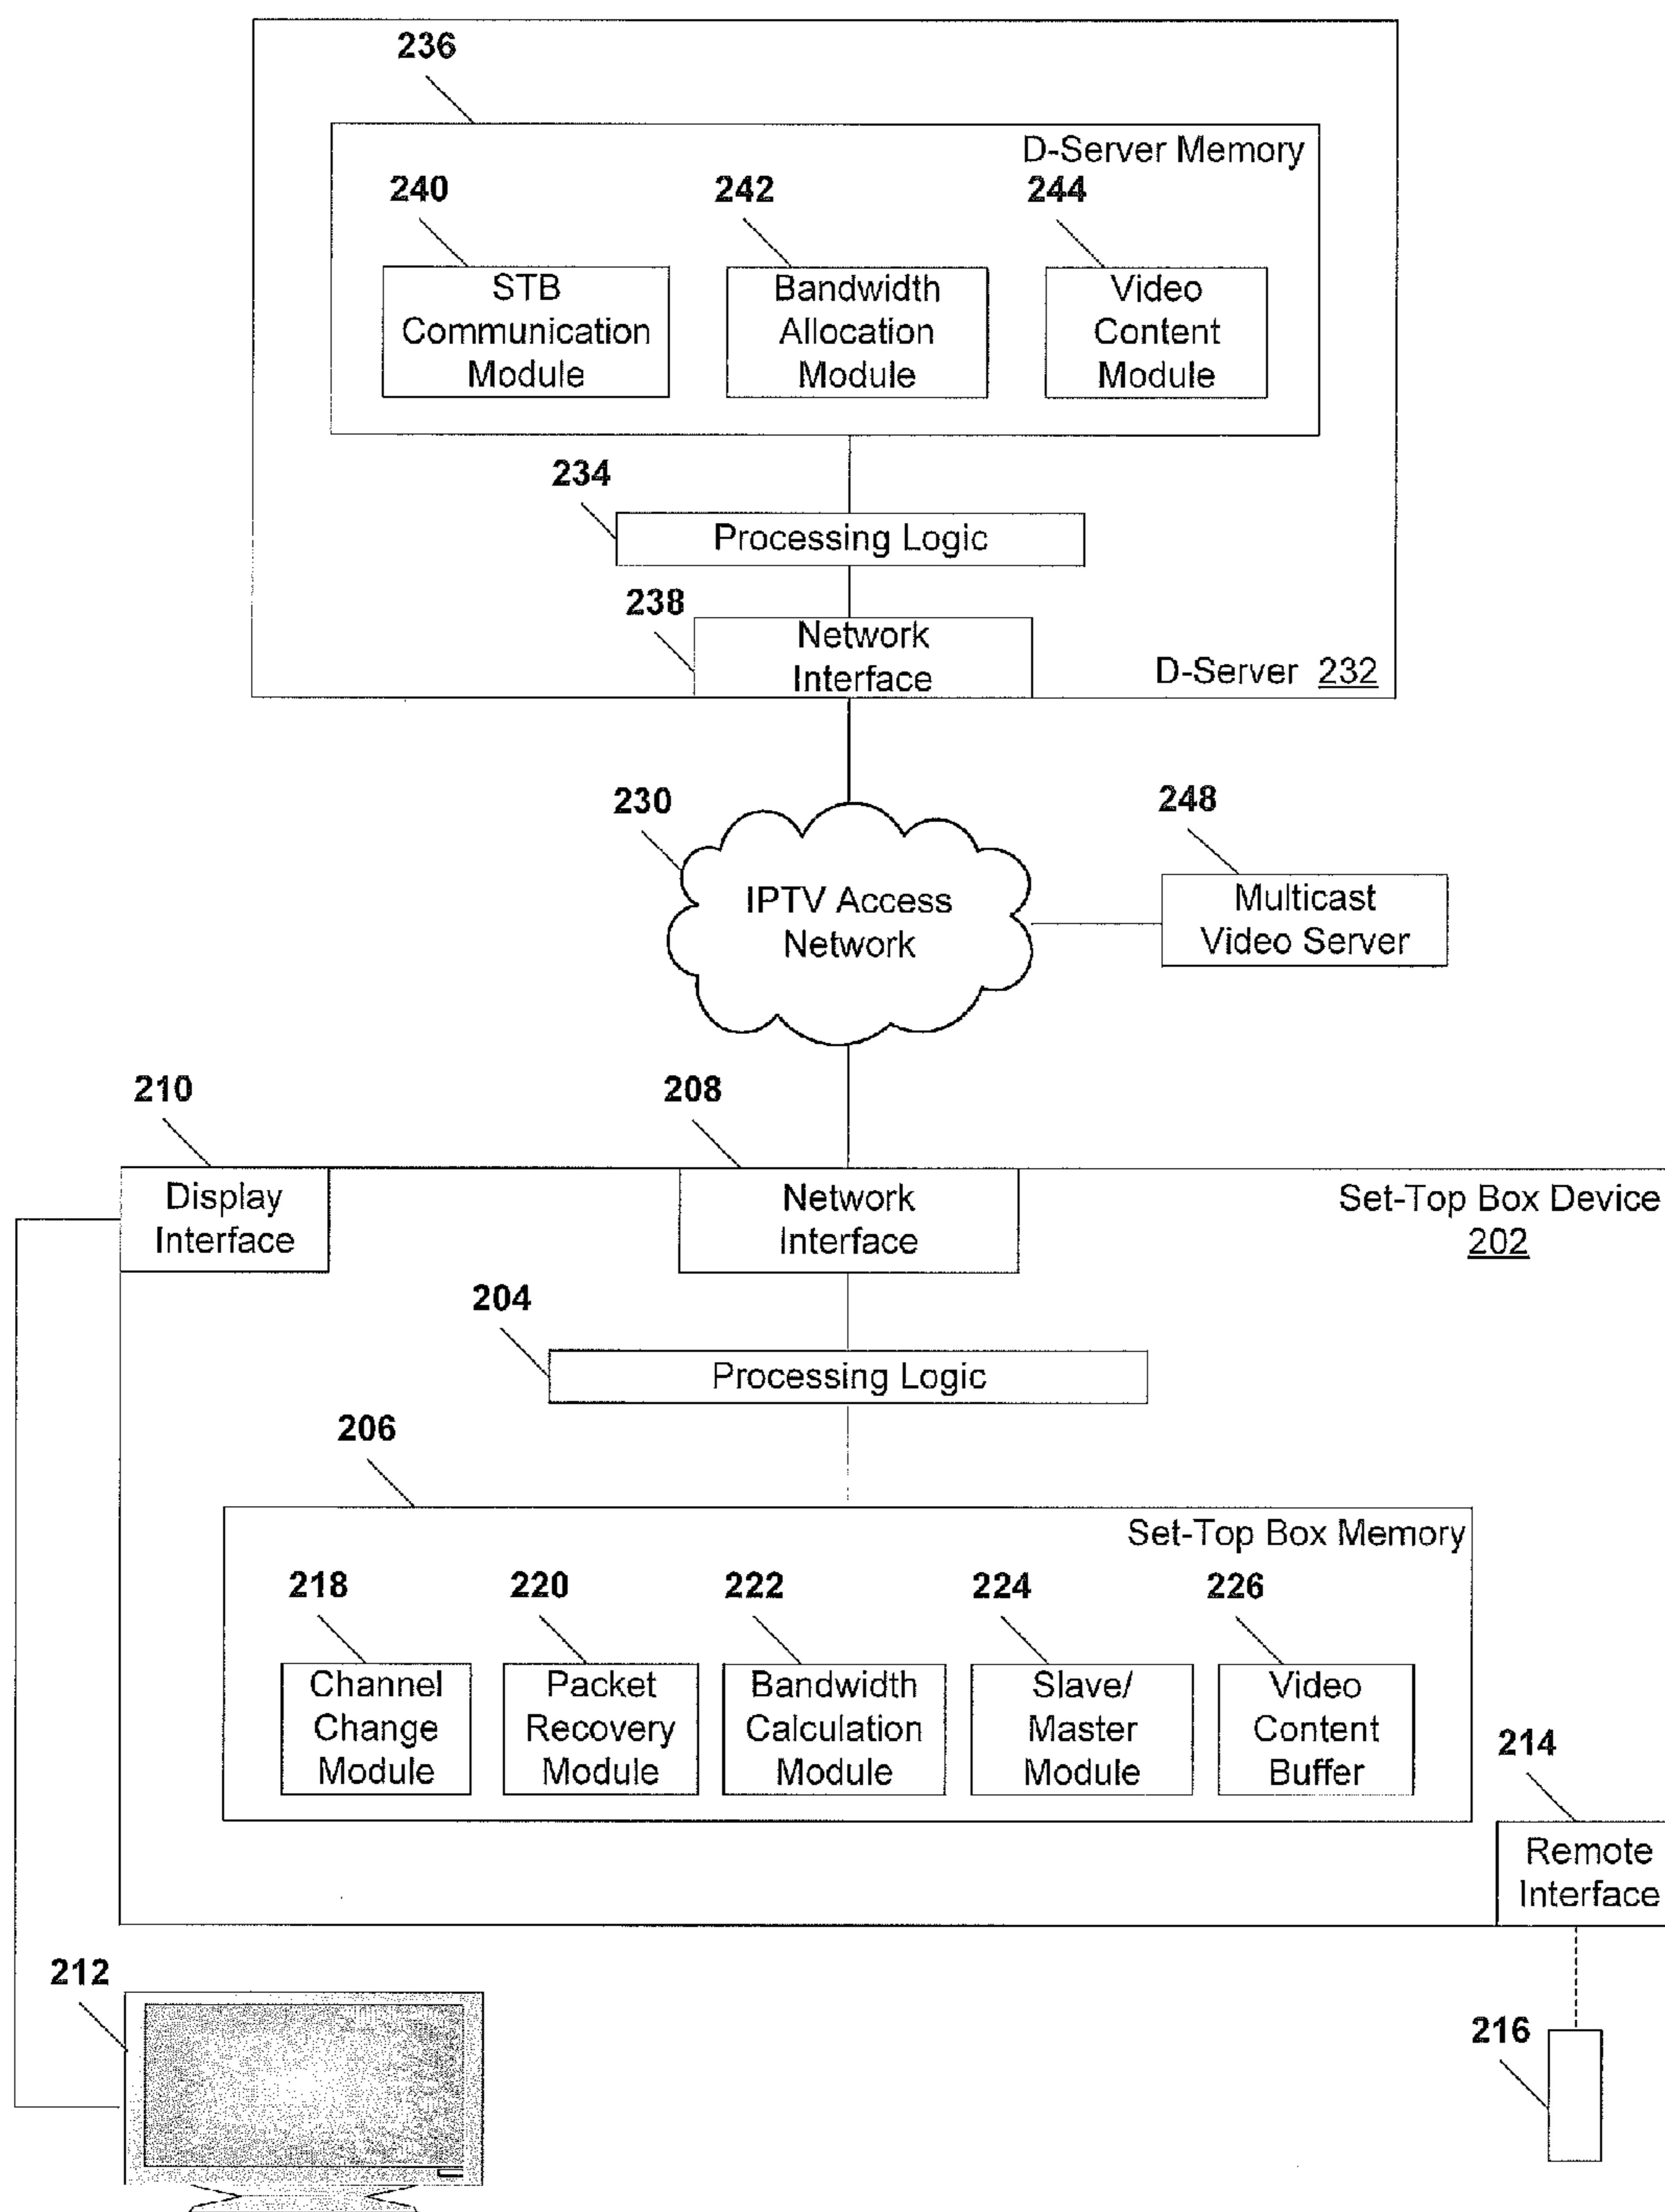 236
D-Server Memory
240
242
244
STB
Communication
Module
Bandwidth
Allocation
Module
Video
Content
Module
234
Processing Logic
238
Network
Interface
D-Server 232
230
248
IPTV Access
Network
Multicast
Video Server
210
208
Display
Interface
Network
Interface
Set-Top Box Device
202
204
Processing Logic
206
Set-Top Box Memory
218
220
222
224
226
Channel
Change
Module
Packet
Recovery
Module
Bandwidth
Calculation
Module
Slave/
Master
Module
Video
Content
Buffer
214
Remote
Interface
212
216